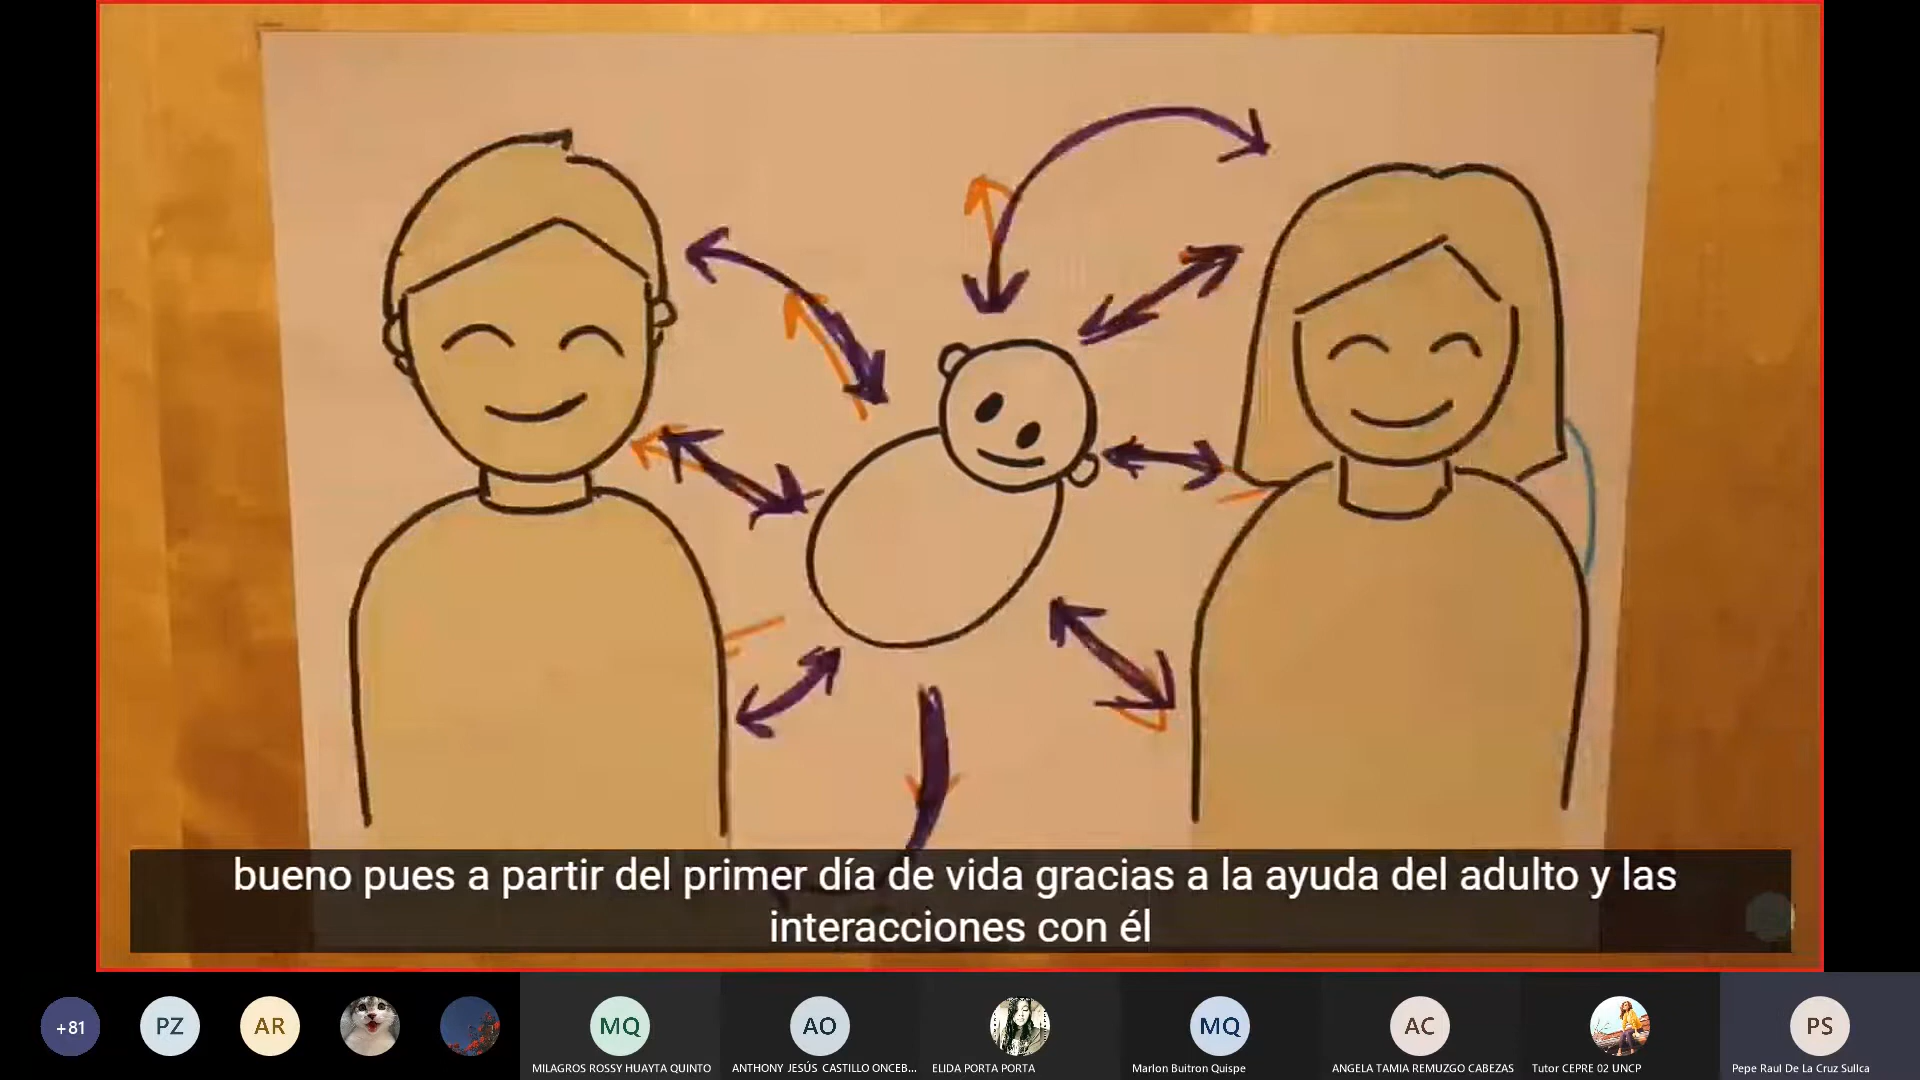 bueno pues a partir del primer día de vida gracias a la ayuda del adulto y las
interacciones con él
+81
PZ
AR
MQ
AO
MQ
AC
PS
MILAGROS ROSSY HUAYTA QUINTO
ANTHONY JESÚS CASTILLO ONCEB...
ELIDA PORTA PORTA
Marlon Buitron Quispe
ANGELA TAMIA REMUZGO CABEZAS
Tutor CEPRE 02 UNCP
Pepe Raul De La Cruz Sullca